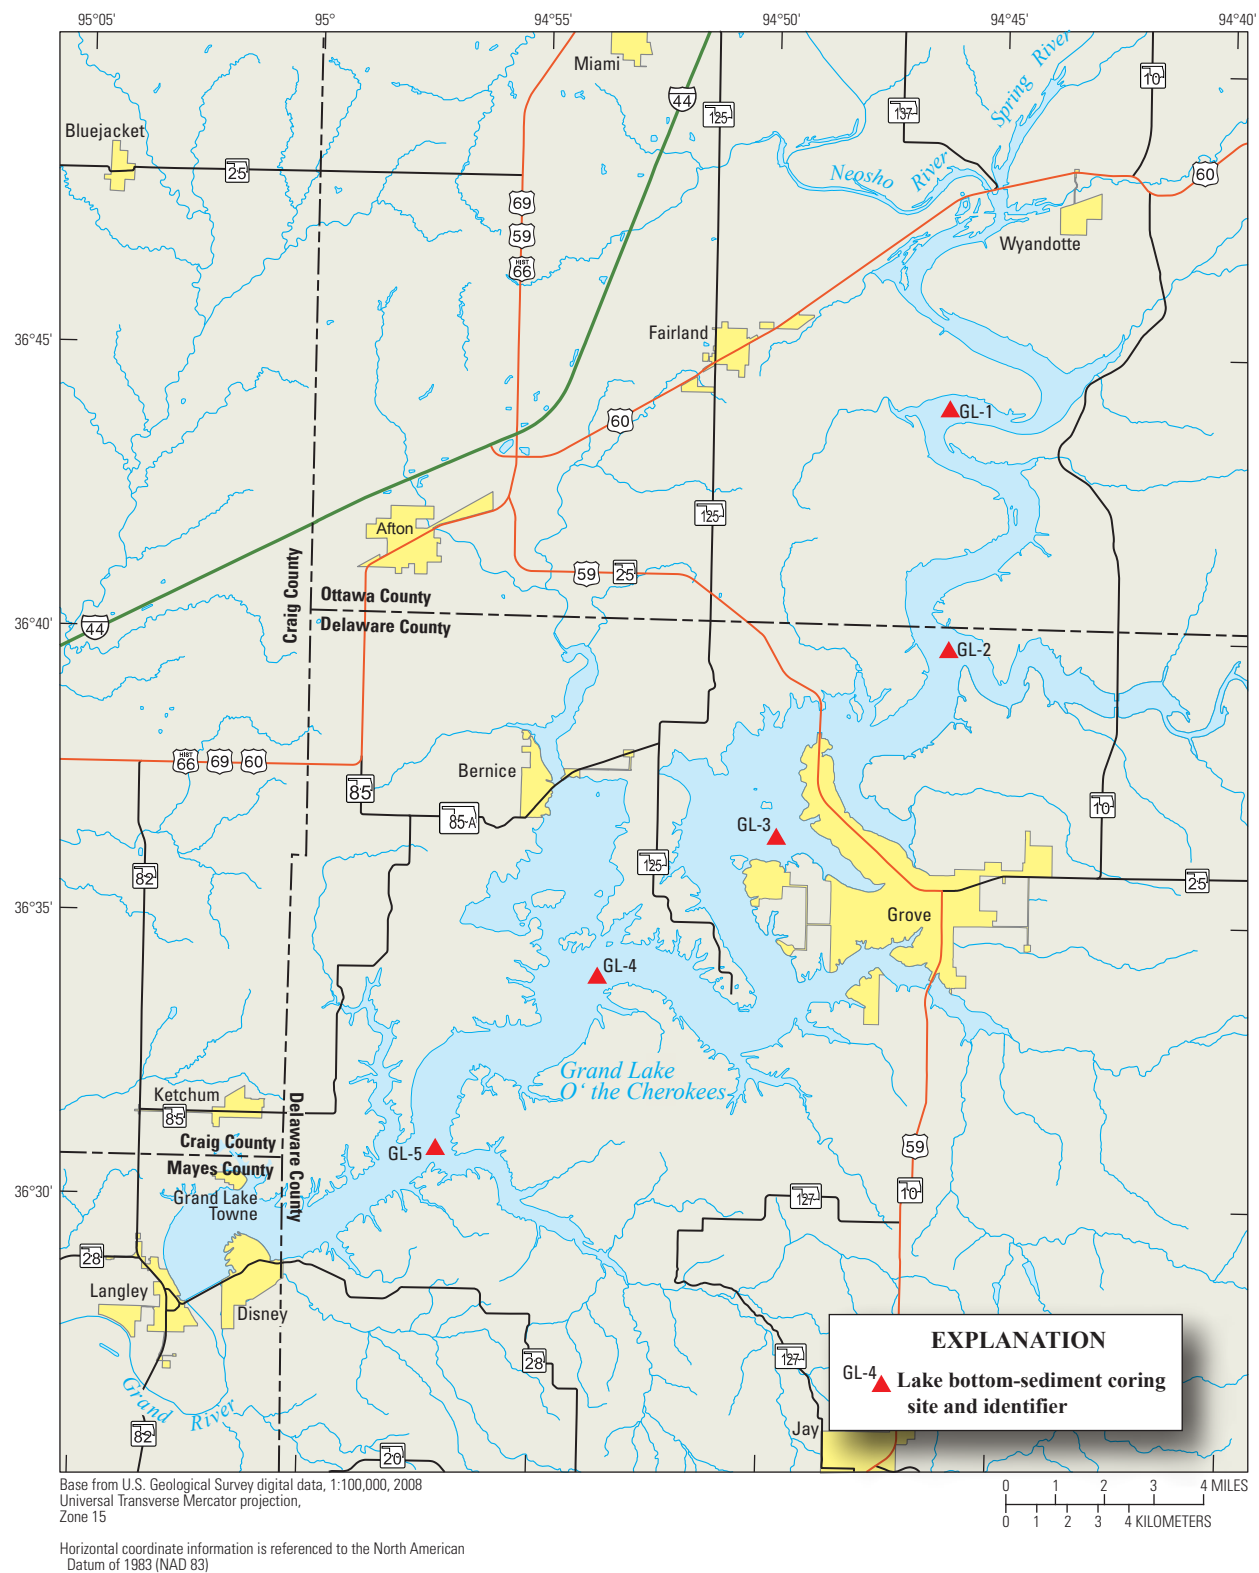 95°05'
95°
94°55'
94°50'
94°45'
94°40'
Miami
44
125
137
10
Spring River
Bluejacket
25
Neosho River
60
69
59
HIST
66
Wyandotte
36°45'
Fairland
60
GL-1
125
Afton
59
25
Craig County
Ottawa County
Delaware County
36°40'
44
GL-2
HIST
66
69
60
Bernice
85
85-A
10
GL-3
125
82
25
36°35'
Grove
GL-4
Grand Lake
O' the Cherokees
Ketchum
85
Delaware County
Craig County
Mayes County
GL-5
59
10
36°30'
127
Grand Lake
Towne
28
Langley
Disney
28
127
Grand River
82
20
Jay
EXPLANATION
GL-4
Lake bottom-sediment coring
site and identifier
Base from U.S. Geological Survey digital data, 1:100,000, 2008
Universal Transverse Mercator projection,
Zone 15
0 1 2 3 4 MILES
0 1 2 3 4 KILOMETERS
Horizontal coordinate information is referenced to the North American
Datum of 1983 (NAD 83)